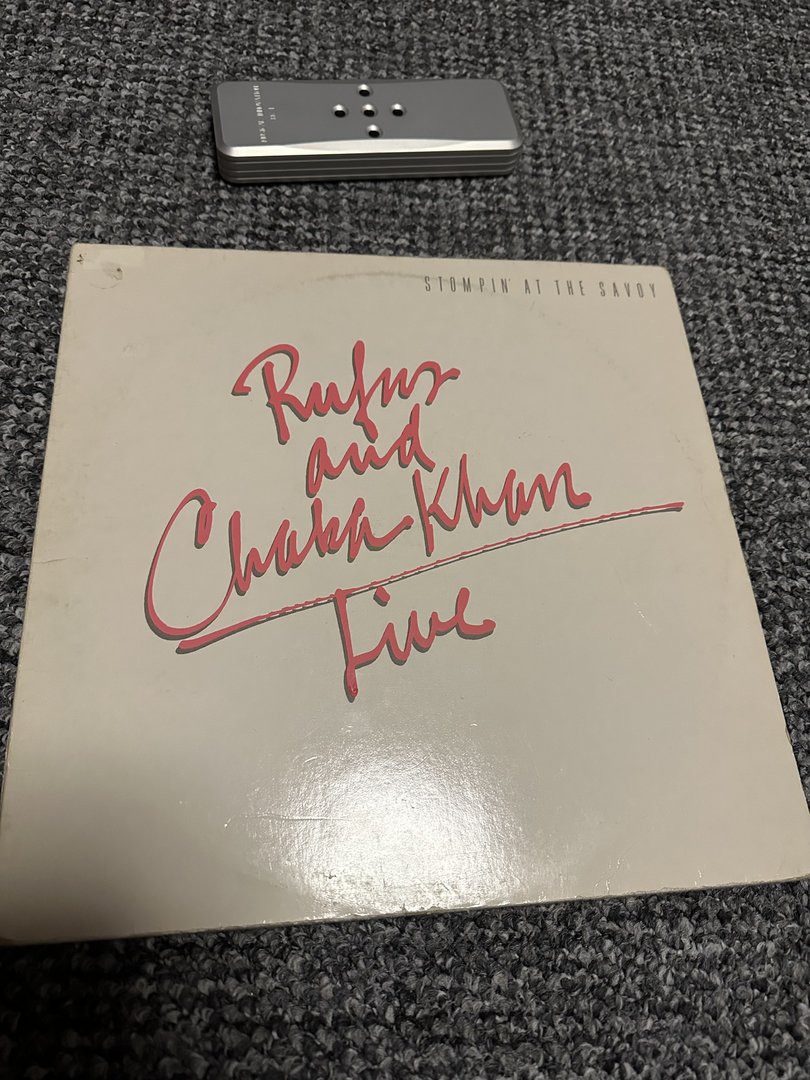 STOMPIN' AT THE SAVOY
Rufus
and
Chaka Khan
Live